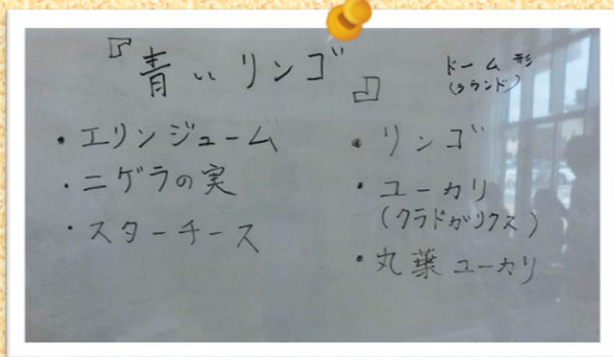 『青いリンゴ』
ドーム形
(ラウンド)
・エリンジューム
・ニゲラの実
・スターチース
・リンゴ
・ユーカリ
(クラドカリクス)
・丸葉ユーカリ